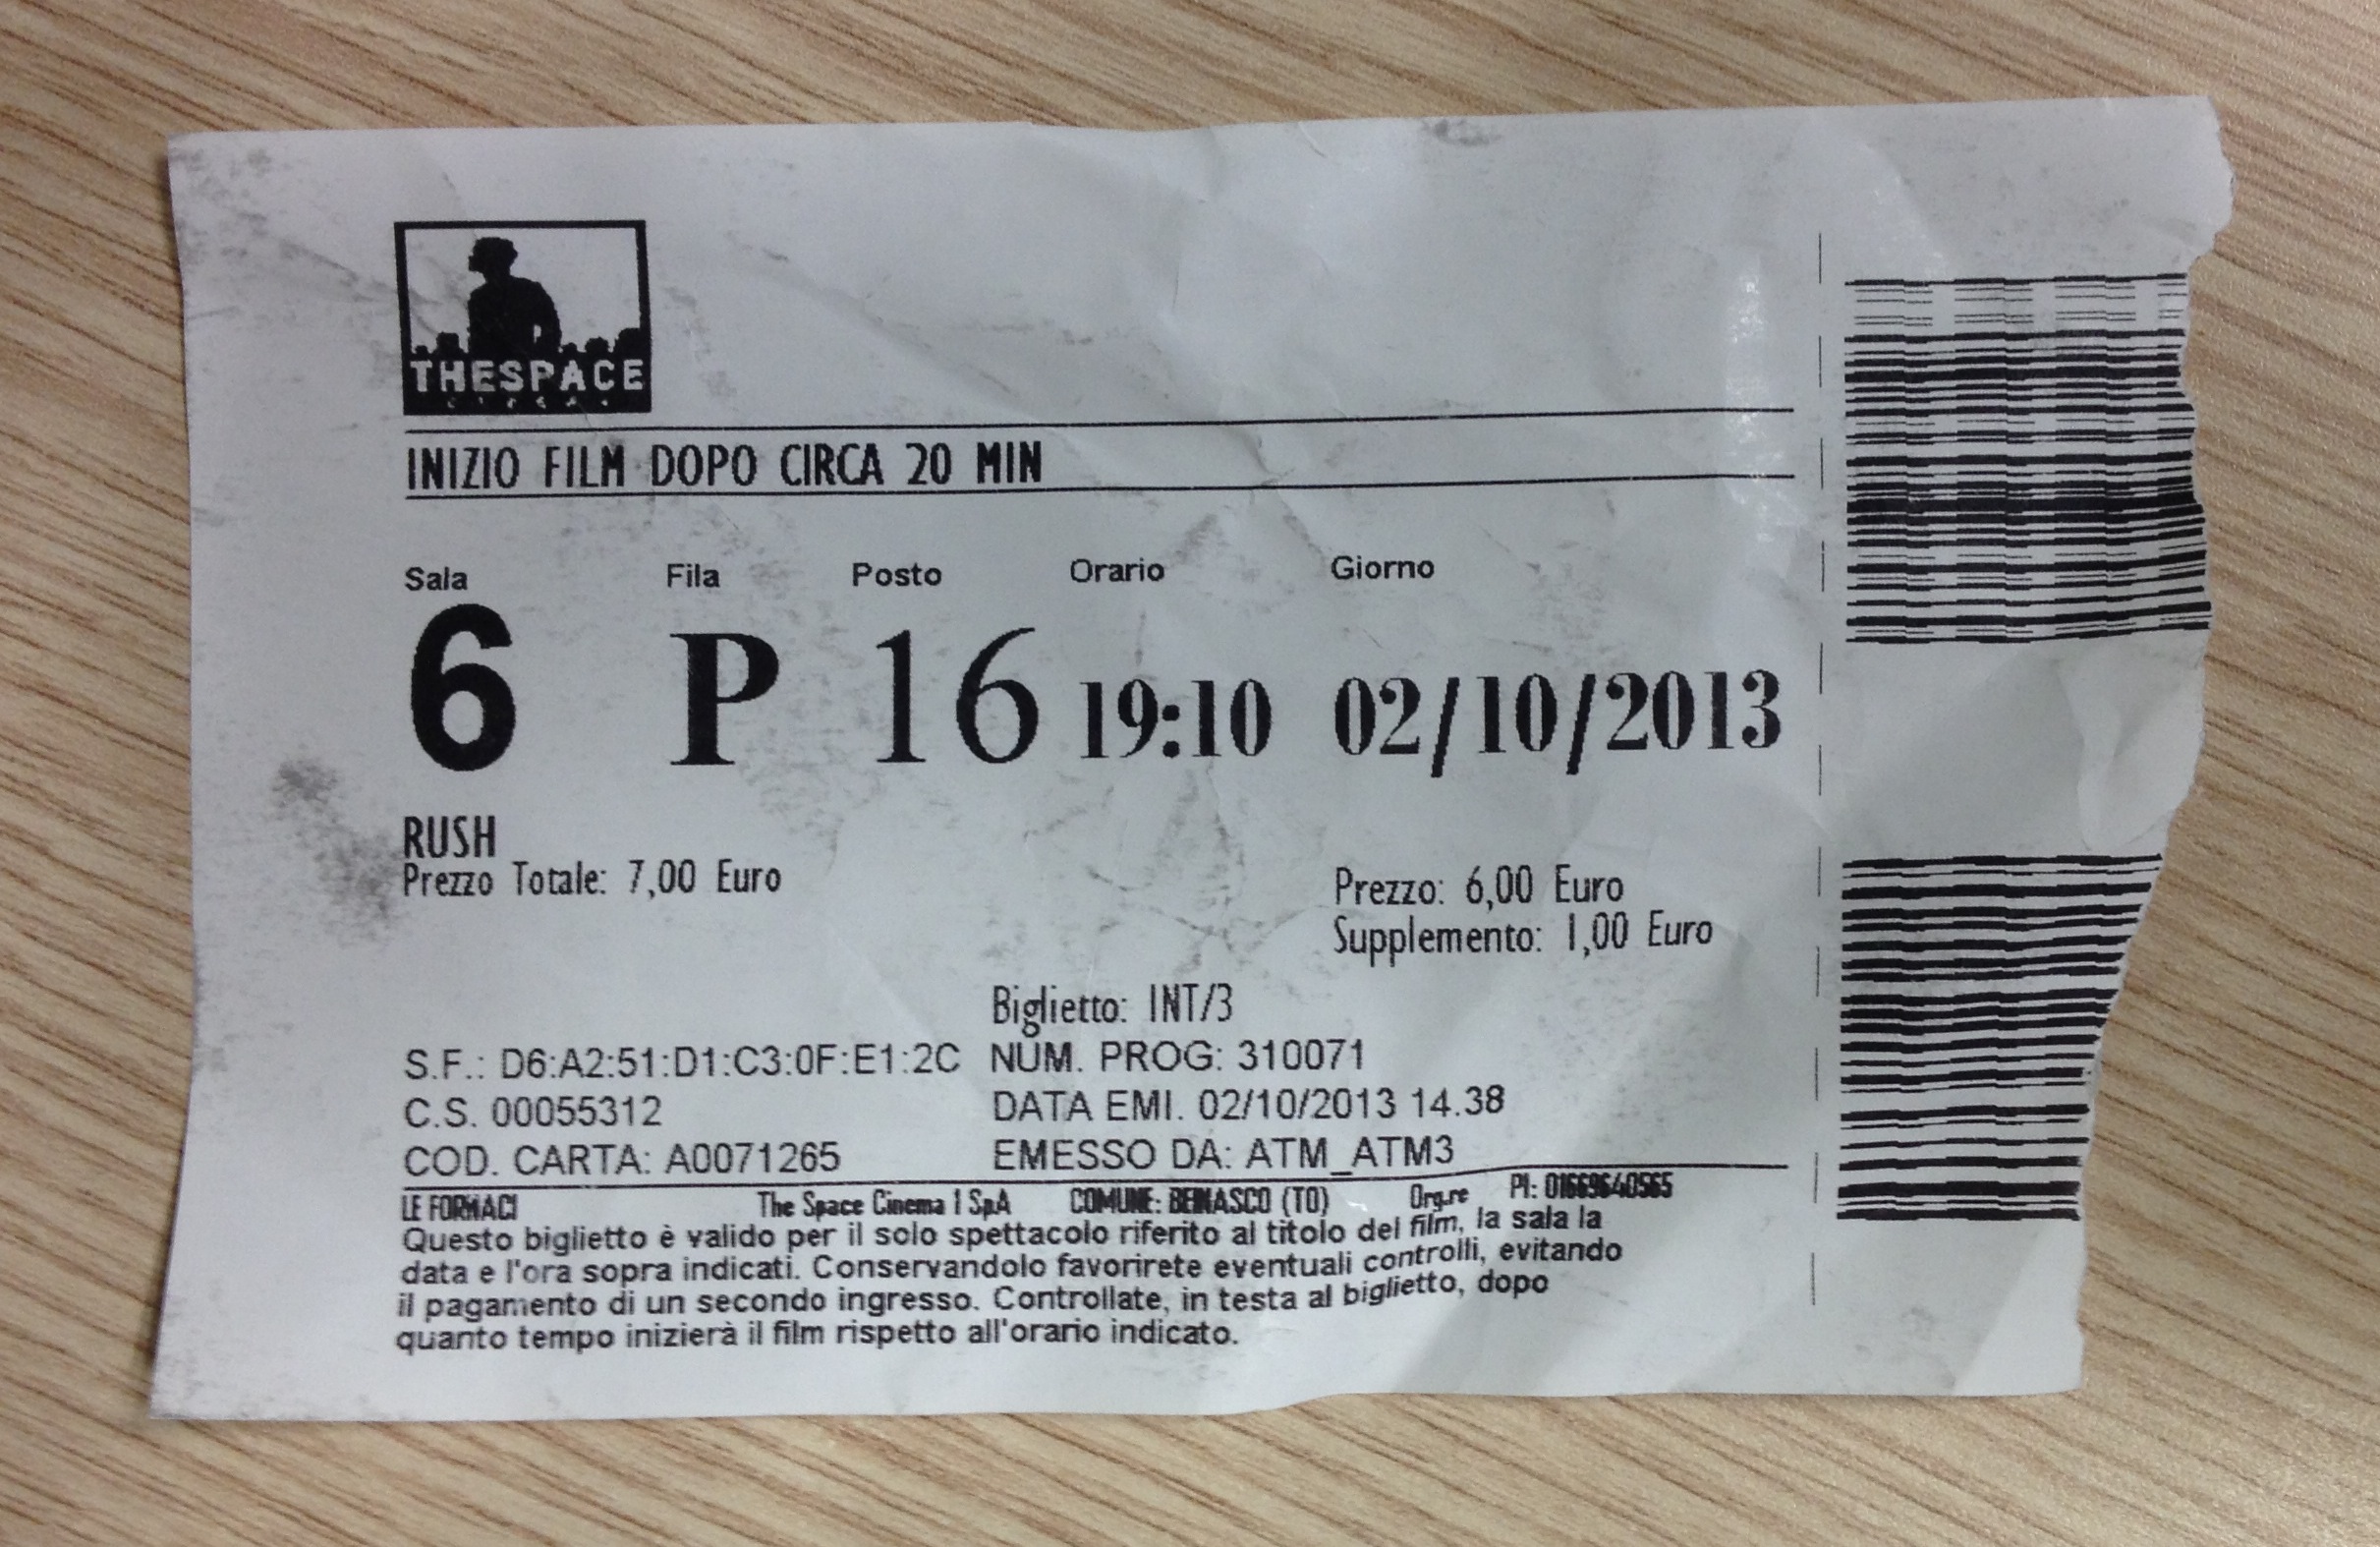 THESPACE
INIZIO FILM DOPO CIRCA 20 MIN
Sala Fila Posto Orario Giorno
6 P 16 19:10 02/10/2013
RUSH
Prezzo Totale: 7,00 Euro
Prezzo: 6,00 Euro
Supplemento: 1,00 Euro
Biglietto: INT/3
S.F.: D6:A2:51:D1:C3:0F:E1:2C NUM. PROG: 310071
C.S. 00055312 DATA EMI. 02/10/2013 14.38
COD. CARTA: A0071265 EMESSO DA: ATM_ATM3
LE FORMACI The Space Cinema 1 SpA COMUNE: BEINASCO (TO) Org.re PI: 01669640565
Questo biglietto è valido per il solo spettacolo riferito al titolo del film, la sala la
data e l'ora sopra indicati. Conservandolo favorirete eventuali controlli, evitando
il pagamento di un secondo ingresso. Controllate, in testa al biglietto, dopo
quanto tempo inizierà il film rispetto all'orario indicato.